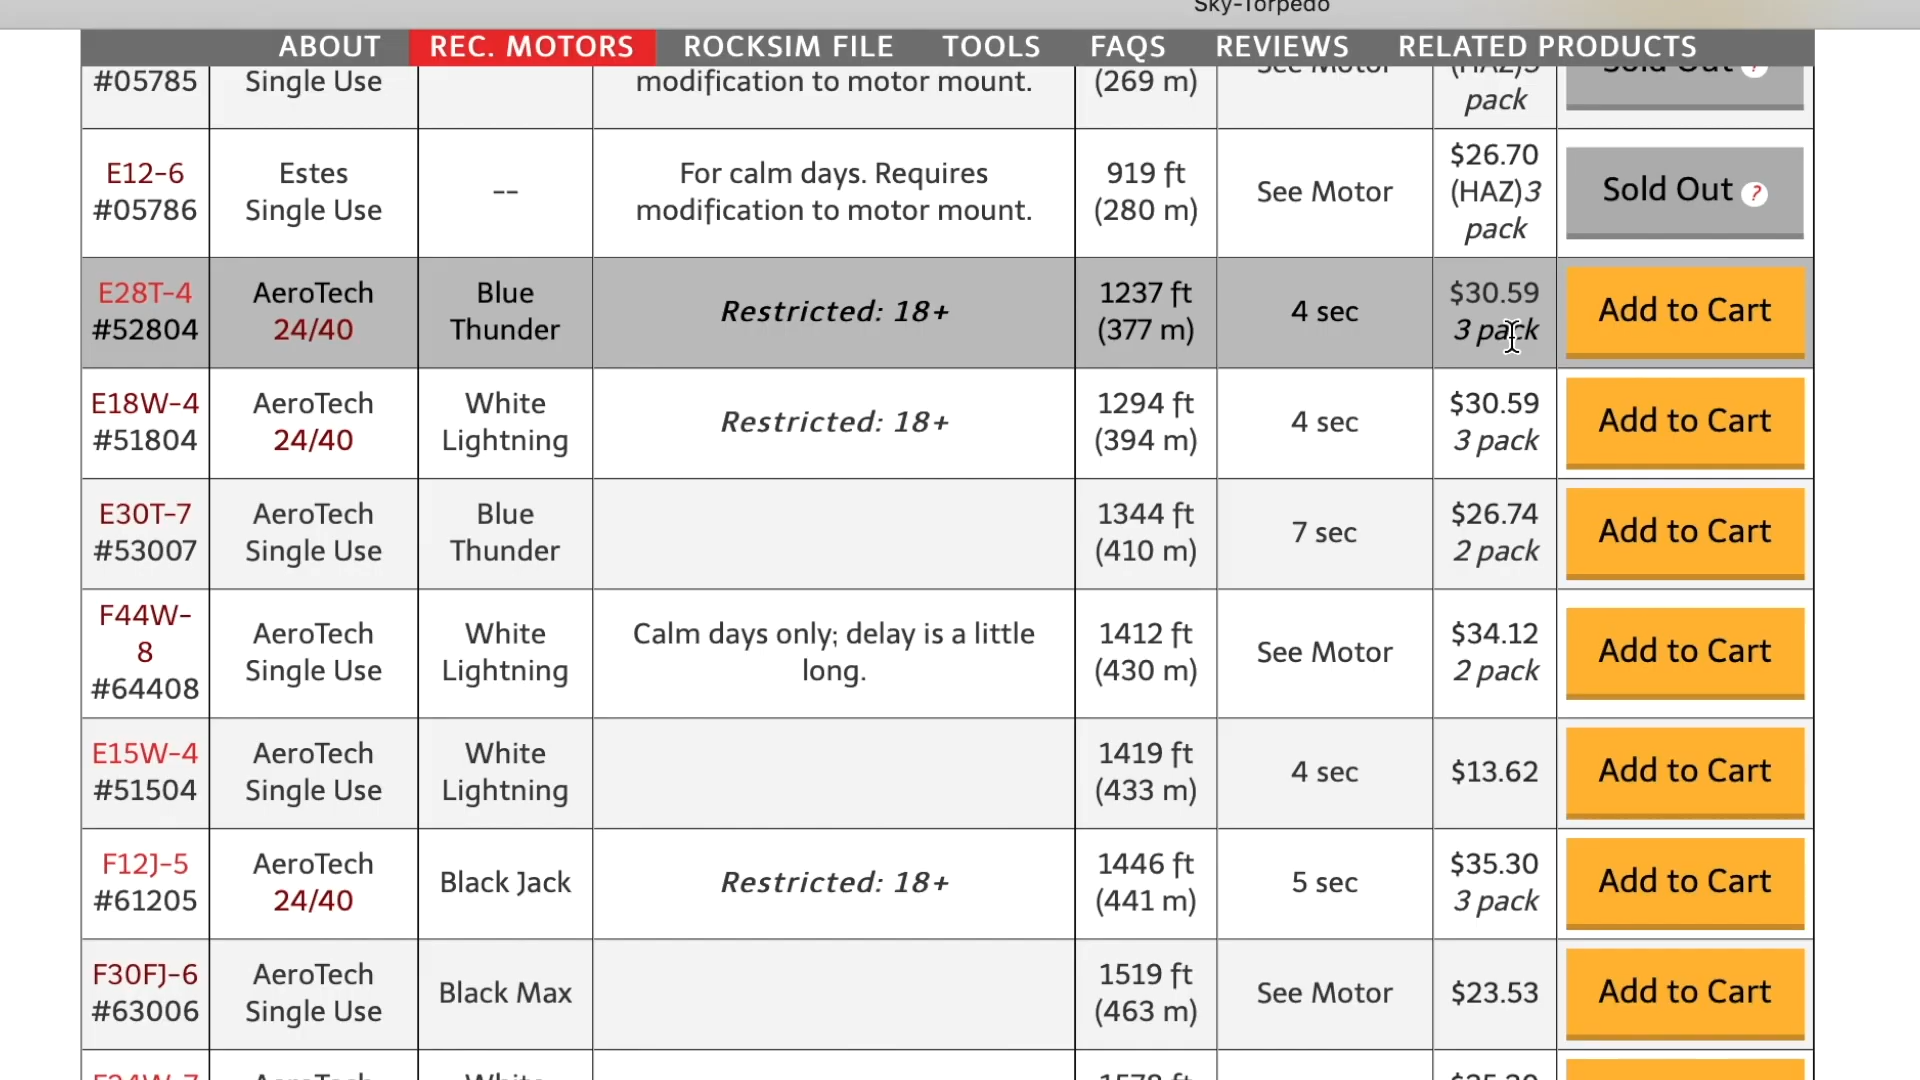 Sky-Torpedo
ABOUT REC. MOTORS ROCKSIM FILE TOOLS FAQS REVIEWS RELATED PRODUCTS
#05785 Single Use modification to motor mount. (269 m) See Motor (HAZ)3 pack Sold Out ?
E12-6 #05786
Estes Single Use
--
For calm days. Requires
modification to motor mount.
919 ft
(280 m)
See Motor
$26.70
(HAZ)3
pack
Sold Out ?
E28T-4
#52804
AeroTech
24/40
Blue
Thunder
Restricted: 18+
1237 ft
(377 m)
4 sec
$30.59
3 pack
Add to Cart
E18W-4
#51804
AeroTech
24/40
White
Lightning
Restricted: 18+
1294 ft
(394 m)
4 sec
$30.59
3 pack
Add to Cart
E30T-7
#53007
AeroTech
Single Use
Blue
Thunder
1344 ft
(410 m)
7 sec
$26.74
2 pack
Add to Cart
F44W-
8
#64408
AeroTech
Single Use
White
Lightning
Calm days only; delay is a little
long.
1412 ft
(430 m)
See Motor
$34.12
2 pack
Add to Cart
E15W-4
#51504
AeroTech
Single Use
White
Lightning
1419 ft
(433 m)
4 sec
$13.62
Add to Cart
F12J-5
#61205
AeroTech
24/40
Black Jack
Restricted: 18+
1446 ft
(441 m)
5 sec
$35.30
3 pack
Add to Cart
F30FJ-6
#63006
AeroTech
Single Use
Black Max
1519 ft
(463 m)
See Motor
$23.53
Add to Cart
AeroTech
White